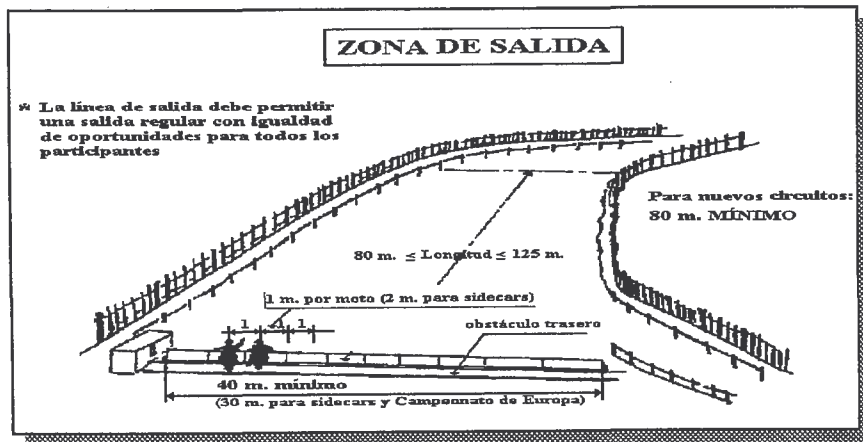 ZONA DE SALIDA
* La línea de salida debe permitir
una salida regular con igualdad
de oportunidades para todos los
participantes
Para nuevos circuitos:
80 m. MÍNIMO
80 m. ≤ Longitud ≤ 125 m.
1 m. por moto (2 m. para sidecars)
1 1 1
obstáculo trasero
40 m. mínimo
(30 m. para sidecars y Campeonato de Europa)